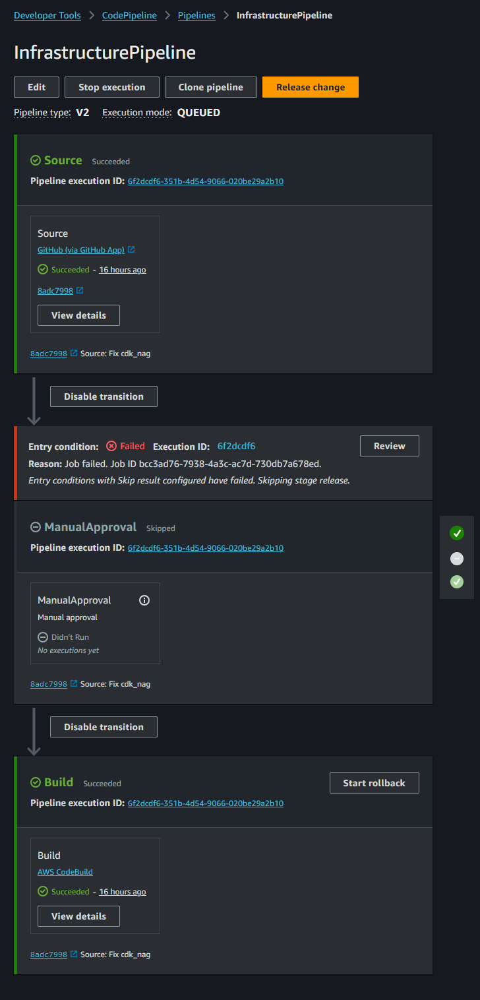 Developer Tools > CodePipeline > Pipelines > InfrastructurePipeline
InfrastructurePipeline
Edit Stop execution Clone pipeline Release change
Pipeline type: V2 Execution mode: QUEUED
Source Succeeded
Pipeline execution ID: 6f2dcdf6-351b-4d54-9066-020be29a2b10
Source
GitHub (via GitHub App)
Succeeded - 16 hours ago
8adc7998
View details
8adc7998 Source: Fix cdk_nag
Disable transition
Entry condition: Failed Execution ID: 6f2dcdf6 Review
Reason: Job failed. Job ID bcc3ad76-7938-4a3c-ac7d-730db7a678ed.
Entry conditions with Skip result configured have failed. Skipping stage release.
ManualApproval Skipped
Pipeline execution ID: 6f2dcdf6-351b-4d54-9066-020be29a2b10
ManualApproval
Manual approval
Didn't Run
No executions yet
8adc7998 Source: Fix cdk_nag
Disable transition
Build Succeeded Start rollback
Pipeline execution ID: 6f2dcdf6-351b-4d54-9066-020be29a2b10
Build
AWS CodeBuild
Succeeded - 16 hours ago
View details
8adc7998 Source: Fix cdk_nag